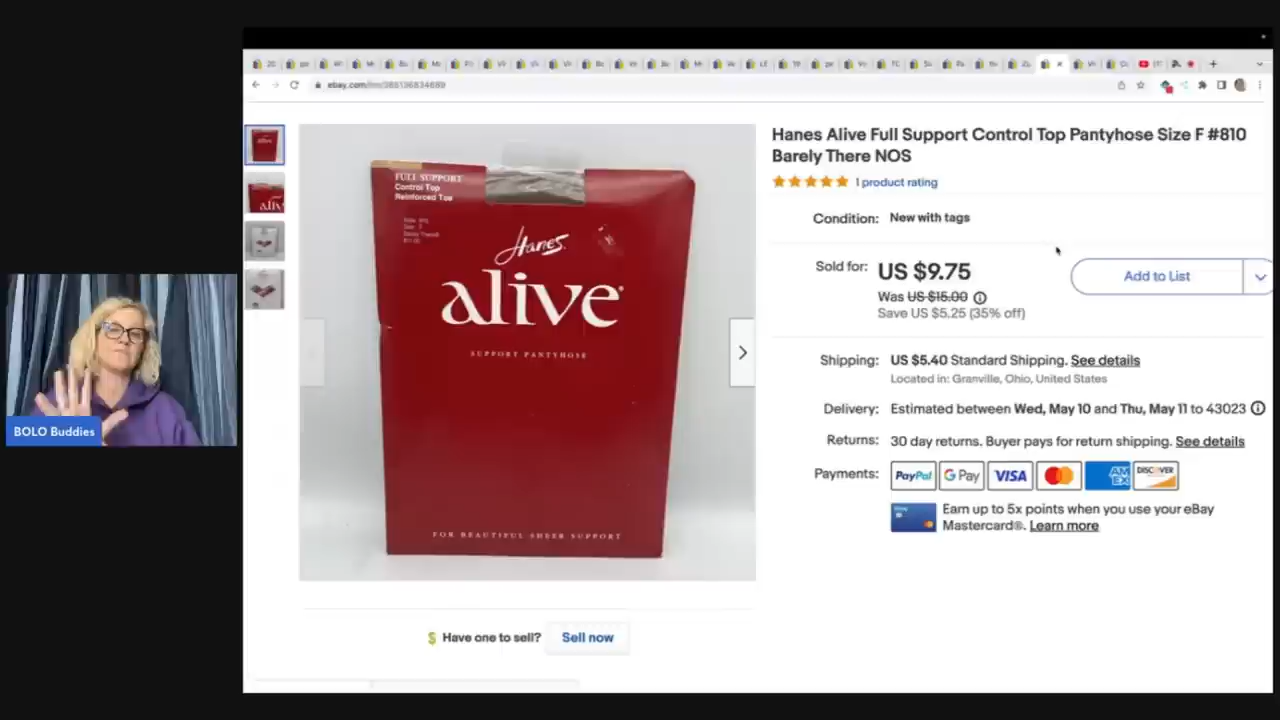 ebay.com/itm/385136834689
Hanes Alive Full Support Control Top Pantyhose Size F #810
Barely There NOS
1 product rating
Condition: New with tags
Sold for: US $9.75
Add to List
Was US $15.00
Save US $5.25 (35% off)
Shipping: US $5.40 Standard Shipping. See details
Located in: Granville, Ohio, United States
Delivery: Estimated between Wed, May 10 and Thu, May 11 to 43023
Returns: 30 day returns. Buyer pays for return shipping. See details
Payments: PayPal G Pay VISA AM EX DISCOVER
Earn up to 5x points when you use your eBay
Mastercard®. Learn more
FULL SUPPORT
Control Top
Reinforced Toe
Hanes
alive®
SUPPORT PANTYHOSE
FOR BEAUTIFUL SHEER SUPPORT
Have one to sell? Sell now
BOLO Buddies